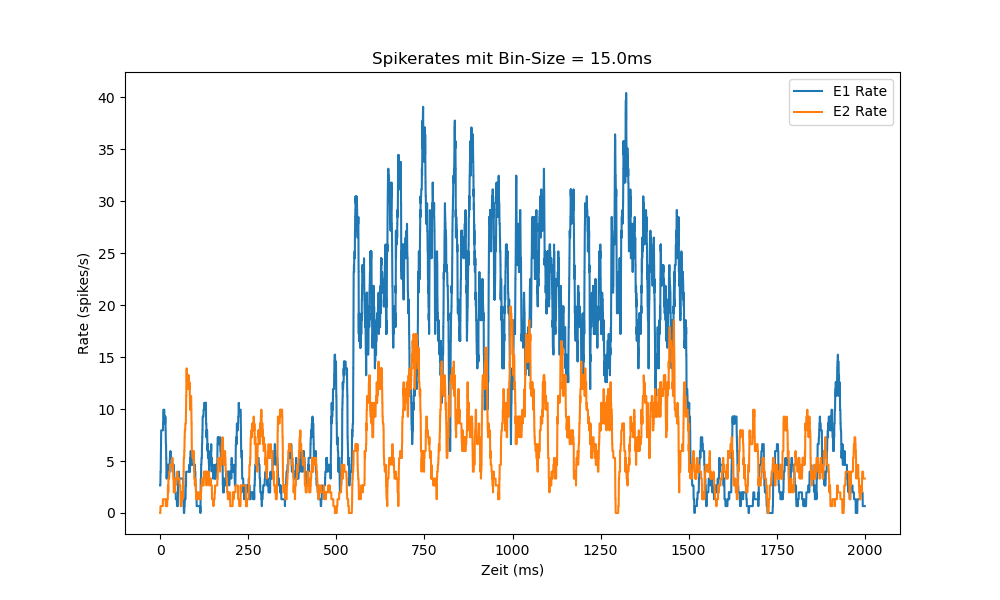 Spikerates mit Bin-Size = 15.0ms
E1 Rate
E2 Rate
40
35
30
25
20
15
10
5
0
Rate (spikes/s)
0 250 500 750 1000 1250 1500 1750 2000
Zeit (ms)